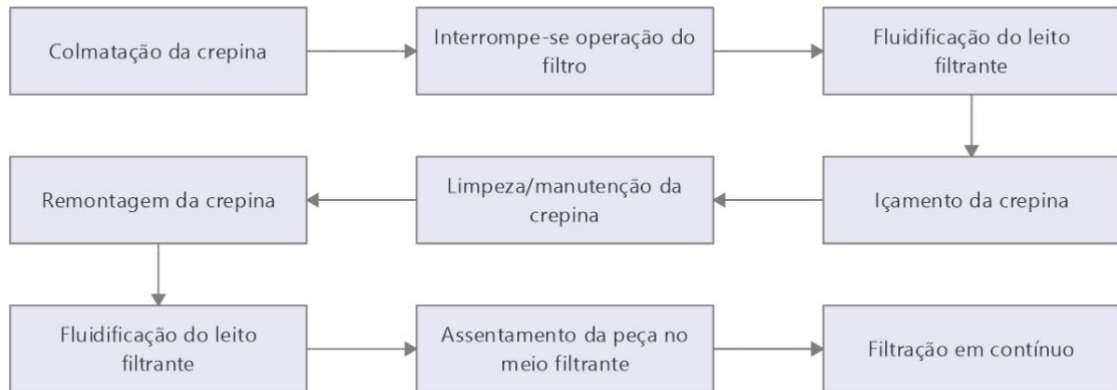 Colmatação da crepina
Interrompe-se operação do
filtro
Fluidificação do leito
filtrante
Içamento da crepina
Limpeza/manutenção da
crepina
Remontagem da crepina
Fluidificação do leito
filtrante
Assentamento da peça no
meio filtrante
Filtração em contínuo